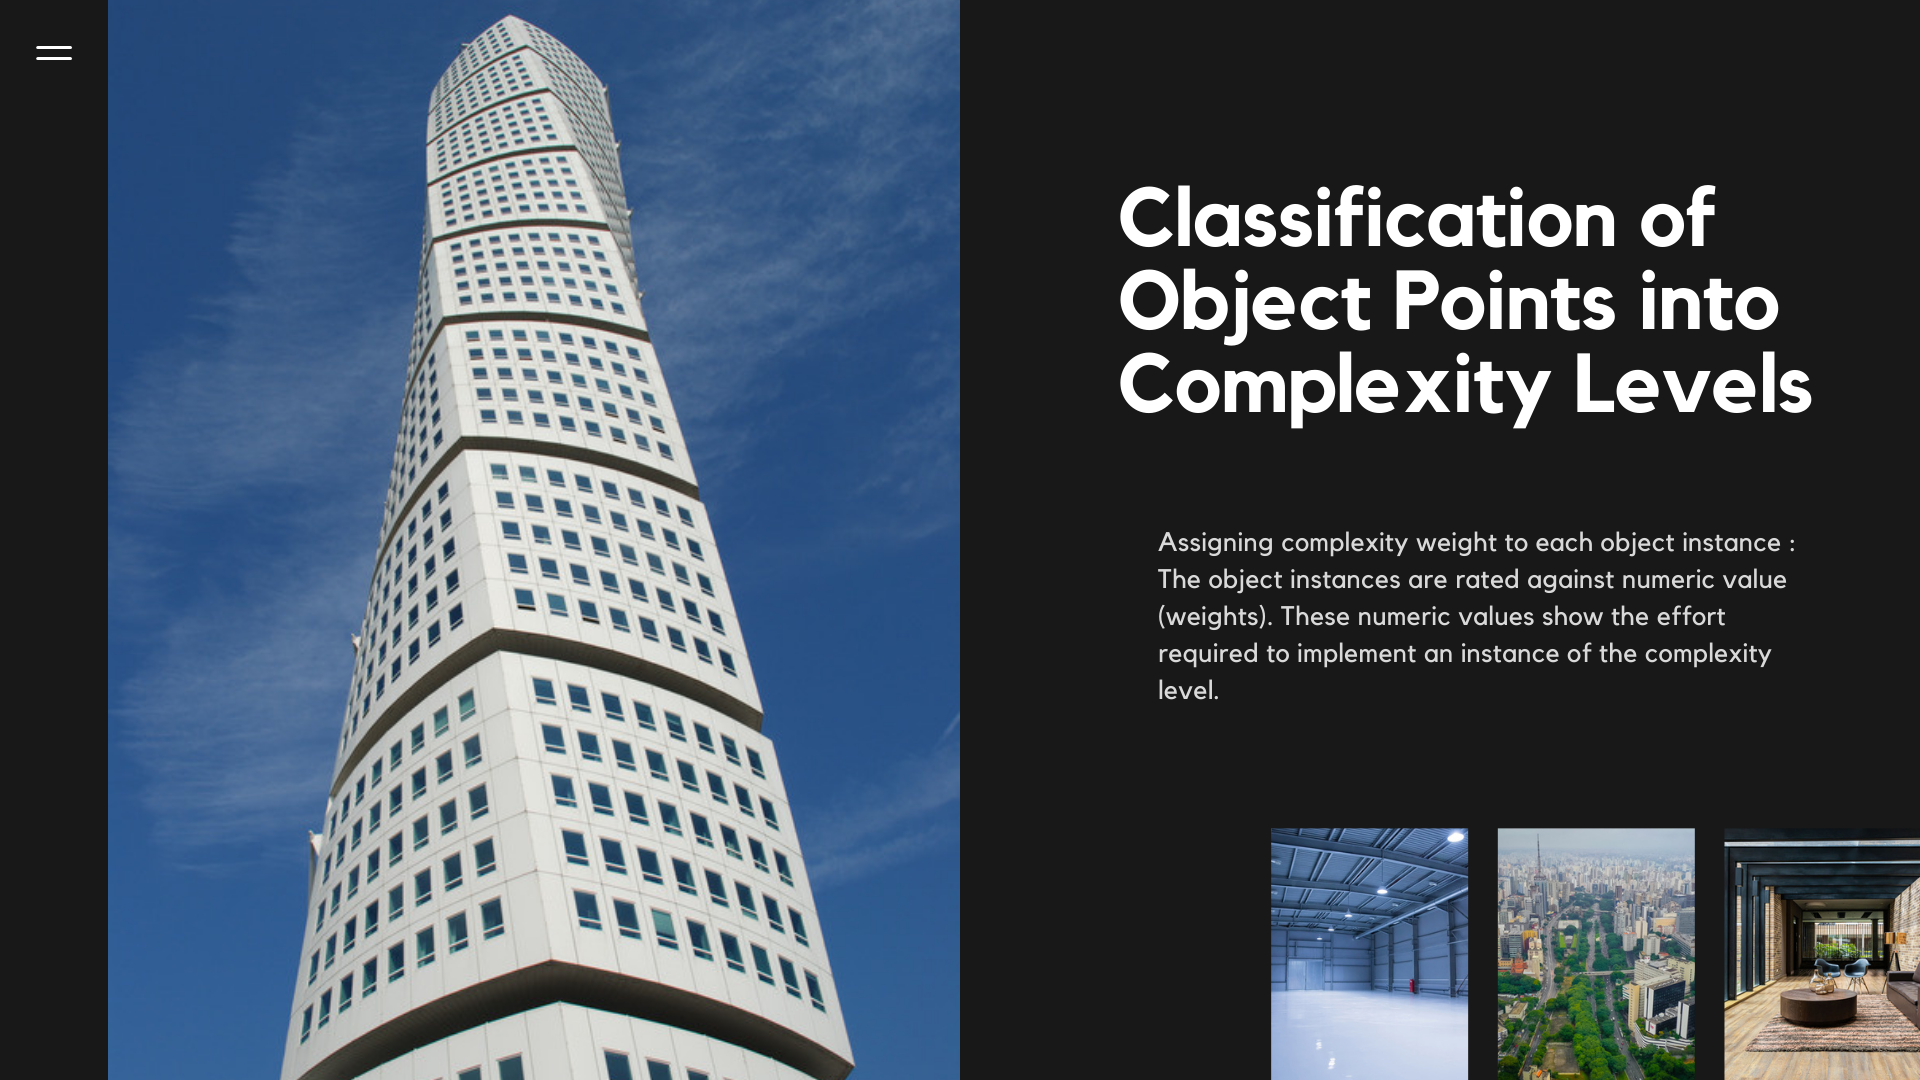 Classification of
Object Points into
Complexity Levels
Assigning complexity weight to each object instance :
The object instances are rated against numeric value
(weights). These numeric values show the effort
required to implement an instance of the complexity
level.